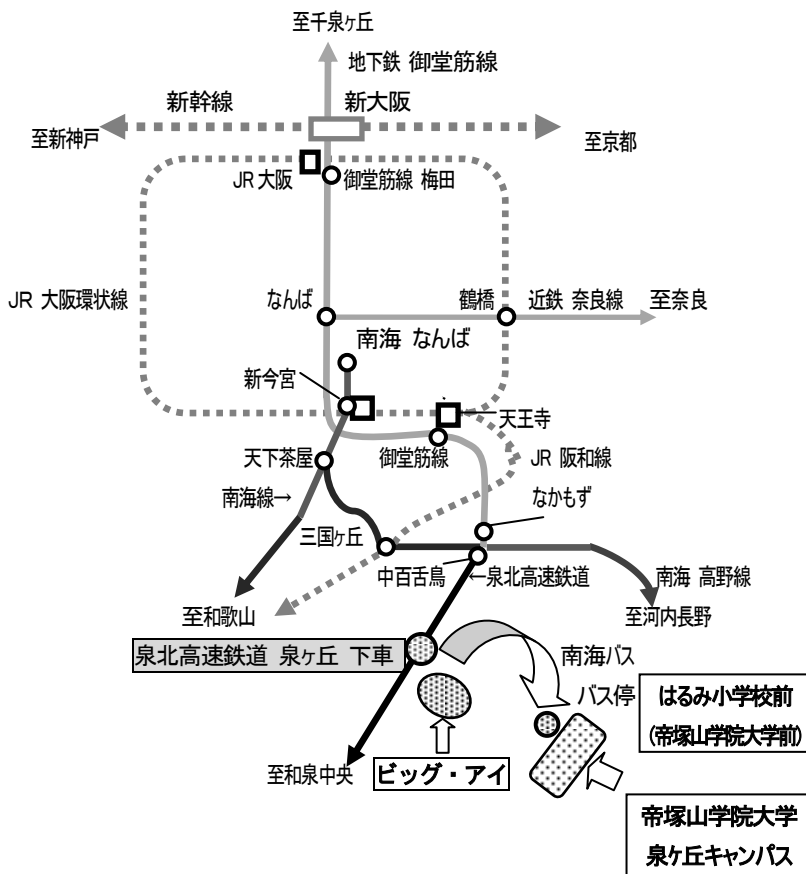 至千泉ヶ丘
地下鉄 御堂筋線
新幹線
新大阪
至新神戸
至京都
JR 大阪
御堂筋線 梅田
JR 大阪環状線
なんば
鶴橋
近鉄 奈良線
至奈良
南海 なんば
新今宮
天王寺
天下茶屋
御堂筋線
JR 阪和線
南海線→
なかもず
三国ヶ丘
中百舌鳥
←泉北高速鉄道
南海 高野線
至和歌山
至河内長野
泉北高速鉄道 泉ヶ丘 下車
南海バス
バス停
はるみ小学校前
(帝塚山学院大学前)
至和泉中央
ビッグ・アイ
帝塚山学院大学
泉ケ丘キャンパス